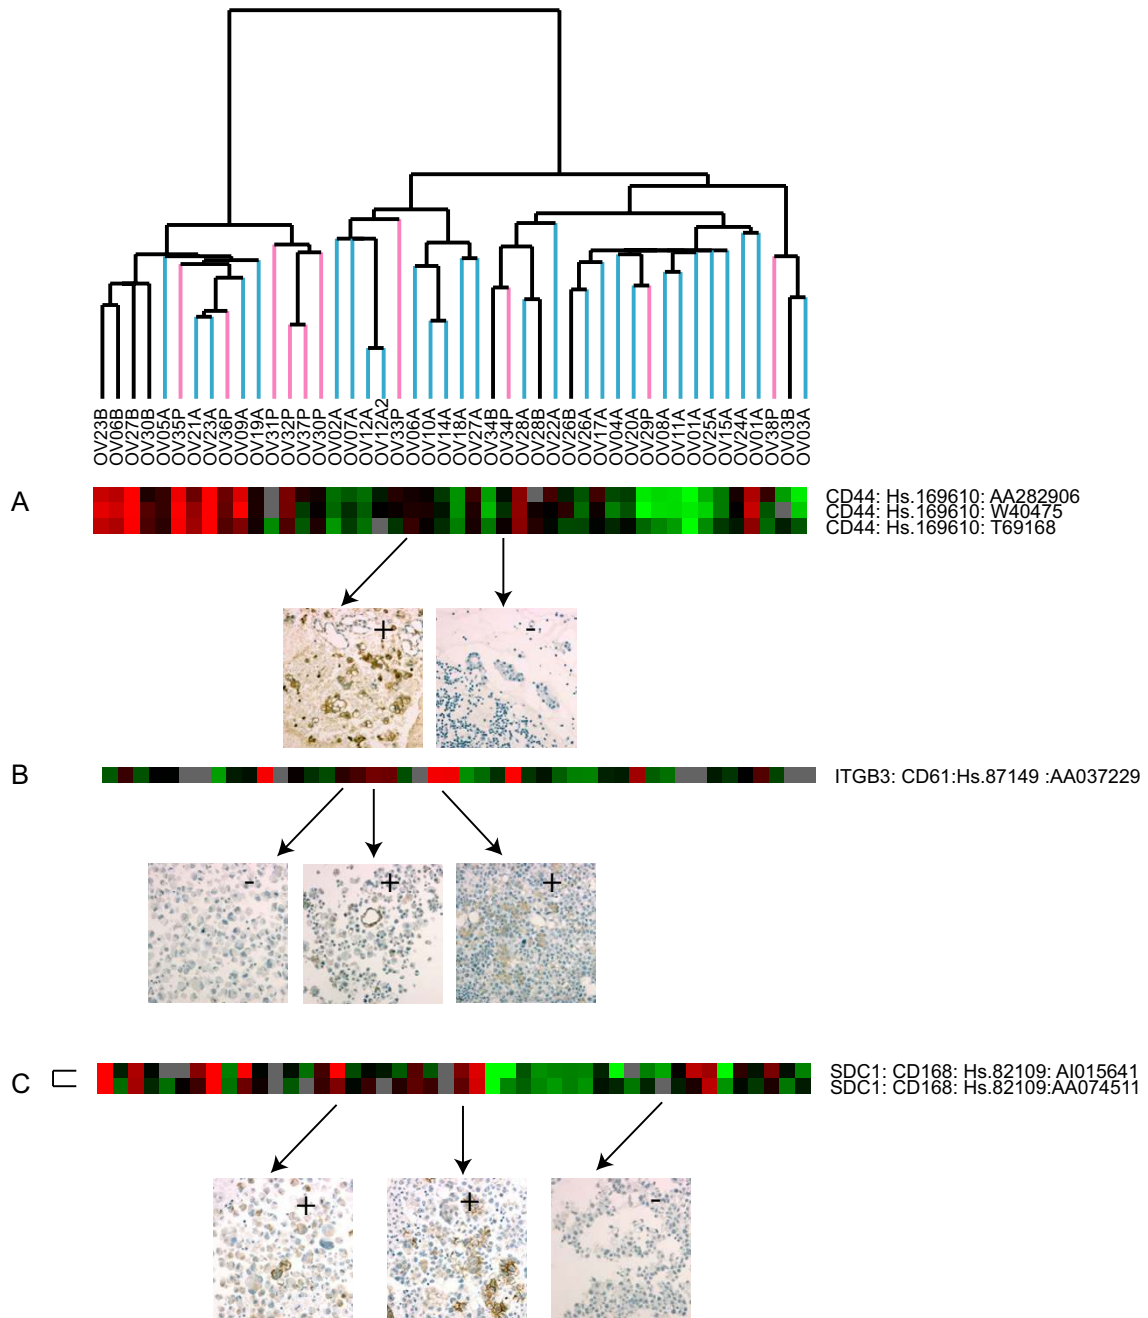 OV23B
OV06B
OV27B
OV30B
OV05A
OV35P
OV21A
OV23A
OV36P
OV09A
OV19A
OV31P
OV32P
OV37P
OV30P
OV02A
OV07A
OV12A
OV12A2
OV33P
OV06A
OV10A
OV14A
OV18A
OV27A
OV34B
OV34P
OV28A
OV28B
OV22A
OV26B
OV26A
OV17A
OV04A
OV20A
OV29P
OV08A
OV11A
OV01A
OV25A
OV15A
OV24A
OV01A
OV38P
OV03B
OV03A
A
CD44: Hs.169610: AA282906
CD44: Hs.169610: W40475
CD44: Hs.169610: T69168
+
-
B
ITGB3: CD61:Hs.87149 :AA037229
-
+
+
C
SDC1: CD168: Hs.82109: AI015641
SDC1: CD168: Hs.82109:AA074511
+
+
-